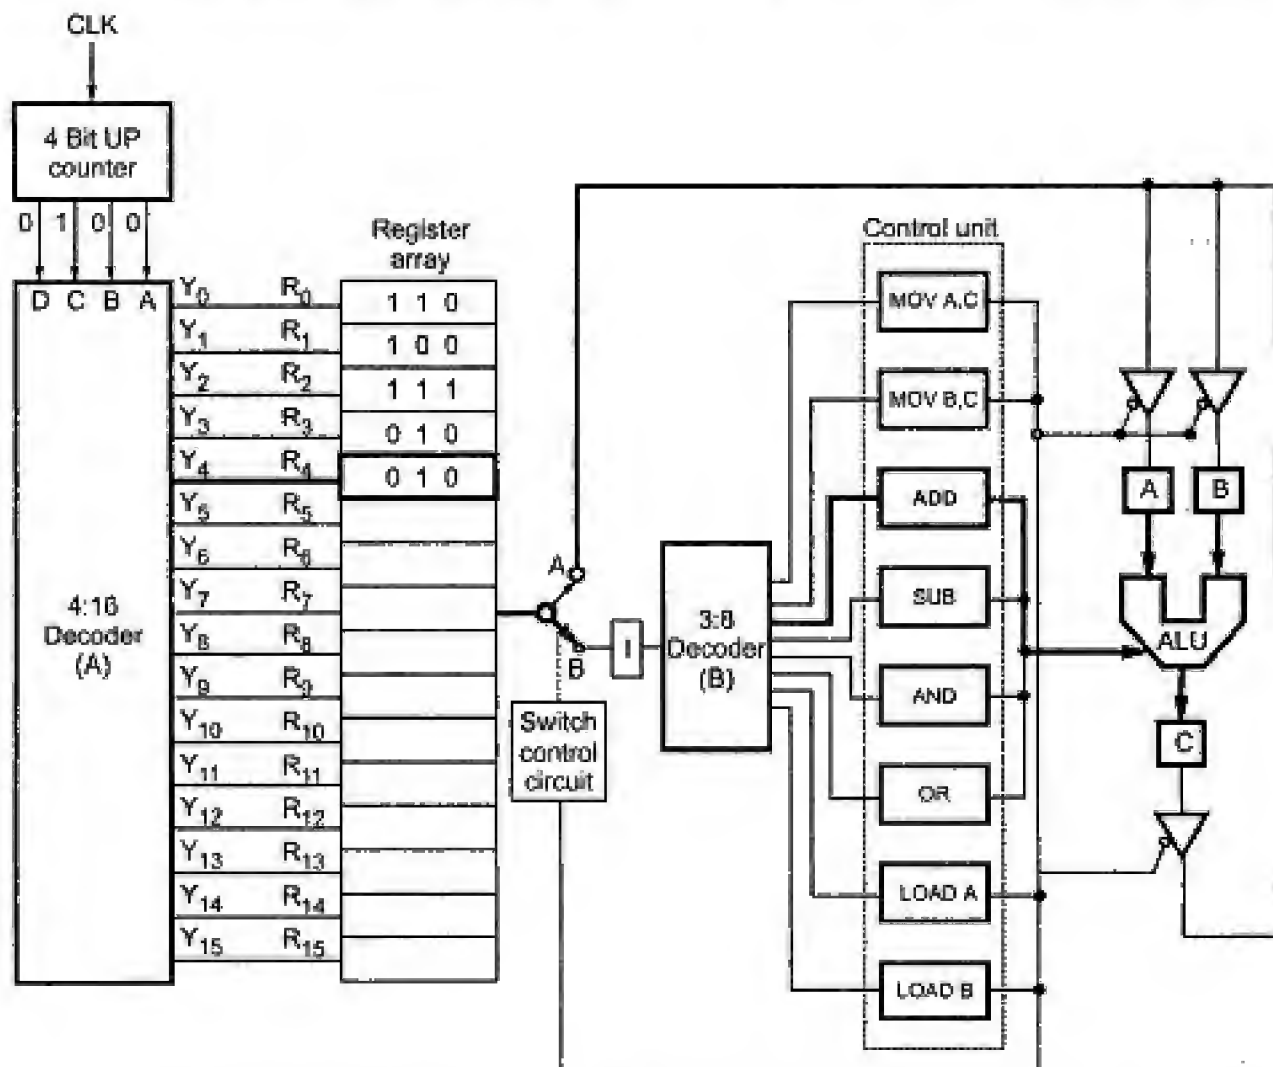 CLK
4 Bit UP
counter
0 1 0 0
D C B A
Register
array
Control unit
Y0 R0 1 1 0
Y1 R1 1 0 0
Y2 R2 1 1 1
Y3 R3 0 1 0
Y4 R4 0 1 0
Y5 R5
Y6 R6
Y7 R7
Y8 R8
Y9 R9
Y10 R10
Y11 R11
Y12 R12
Y13 R13
Y14 R14
Y15 R15
4:16
Decoder
(A)
A
B
I
Switch
control
circuit
3:8
Decoder
(B)
MOV A,C
MOV B,C
ADD
SUB
AND
OR
LOAD A
LOAD B
A B
ALU
C